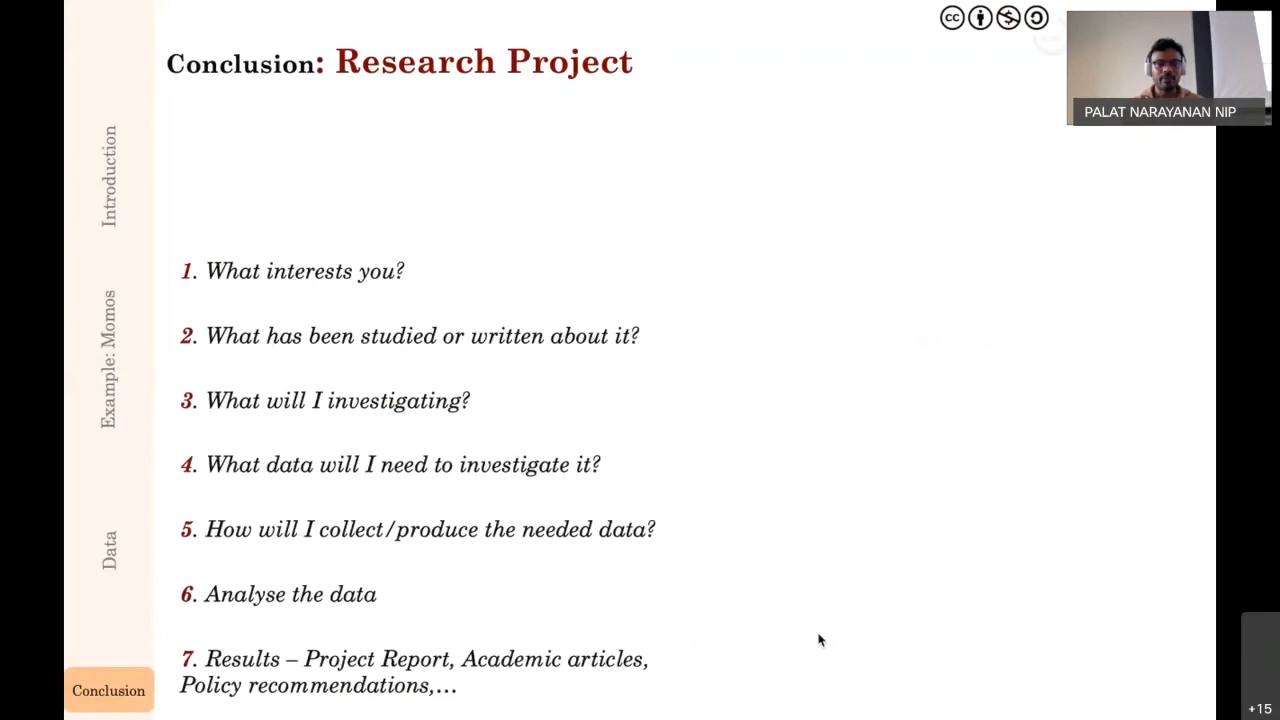 cc
Conclusion: Research Project
PALAT NARAYANAN NIP
Introduction
Example: Momos
Data
Conclusion
1. What interests you?
2. What has been studied or written about it?
3. What will I investigating?
4. What data will I need to investigate it?
5. How will I collect/produce the needed data?
6. Analyse the data
7. Results – Project Report, Academic articles,
Policy recommendations,...
+15